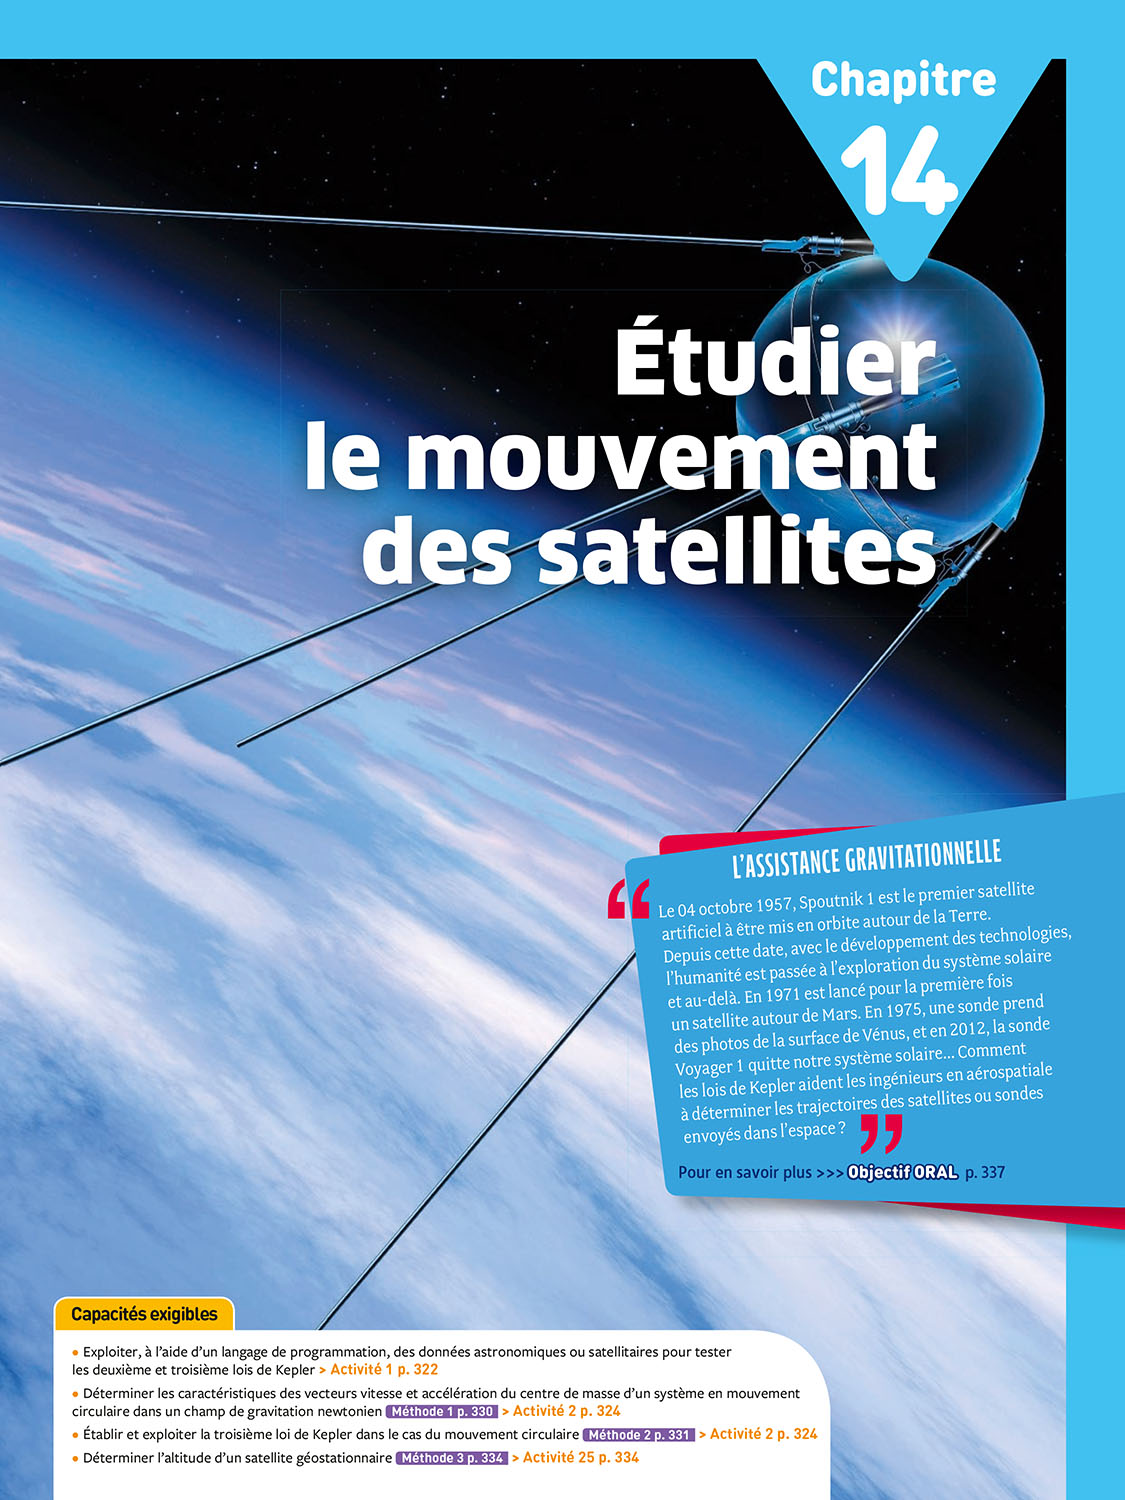 Chapitre
14
Étudier
le mouvement
des satellites
L'ASSISTANCE GRAVITATIONNELLE
“
Le 04 octobre 1957, Spoutnik 1 est le premier satellite
artificiel à être mis en orbite autour de la Terre.
Depuis cette date, avec le développement des technologies,
l'humanité est passée à l'exploration du système solaire
et au-delà. En 1971 est lancé pour la première fois
un satellite autour de Mars. En 1975, une sonde prend
des photos de la surface de Vénus, et en 2012, la sonde
Voyager 1 quitte notre système solaire... Comment
les lois de Kepler aident les ingénieurs en aérospatiale
à déterminer les trajectoires des satellites ou sondes
envoyés dans l'espace ? ”
Pour en savoir plus >>> Objectif ORAL p. 337
Capacités exigibles
• Exploiter, à l'aide d'un langage de programmation, des données astronomiques ou satellitaires pour tester
les deuxième et troisième lois de Kepler > Activité 1 p. 322
• Déterminer les caractéristiques des vecteurs vitesse et accélération du centre de masse d'un système en mouvement
circulaire dans un champ de gravitation newtonien Méthode 1 p. 330 > Activité 2 p. 324
• Établir et exploiter la troisième loi de Kepler dans le cas du mouvement circulaire Méthode 2 p. 331 > Activité 2 p. 324
• Déterminer l'altitude d'un satellite géostationnaire Méthode 3 p. 334 > Activité 25 p. 334